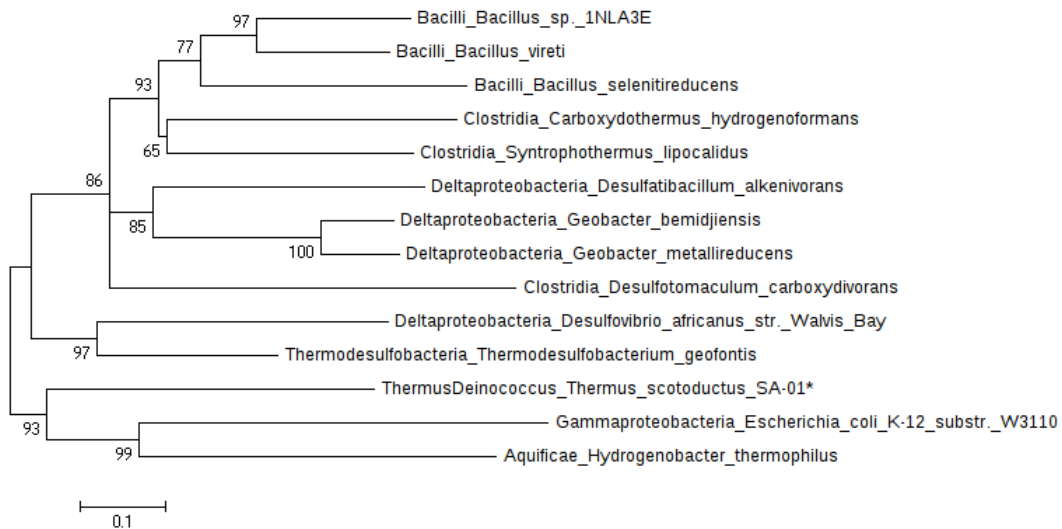 97
Bacilli_Bacillus_sp._1NLA3E
77
Bacilli_Bacillus_vireti
93
Bacilli_Bacillus_selenitireducens
Clostridia_Carboxydothermus_hydrogenoformans
65
Clostridia_Syntrophothermus_lipocalidus
86
Deltaproteobacteria_Desulfatibacillum_alkenivorans
85
Deltaproteobacteria_Geobacter_bemidjiensis
100
Deltaproteobacteria_Geobacter_metallireducens
Clostridia_Desulfotomaculum_carboxydivorans
Deltaproteobacteria_Desulfovibrio_africanus_str._Walvis_Bay
97
Thermodesulfobacteria_Thermodesulfobacterium_geofontis
ThermusDeinococcus_Thermus_scotoductus_SA-01*
93
Gammaproteobacteria_Escherichia_coli_K-12_substr._W3110
99
Aquificae_Hydrogenobacter_thermophilus
0.1